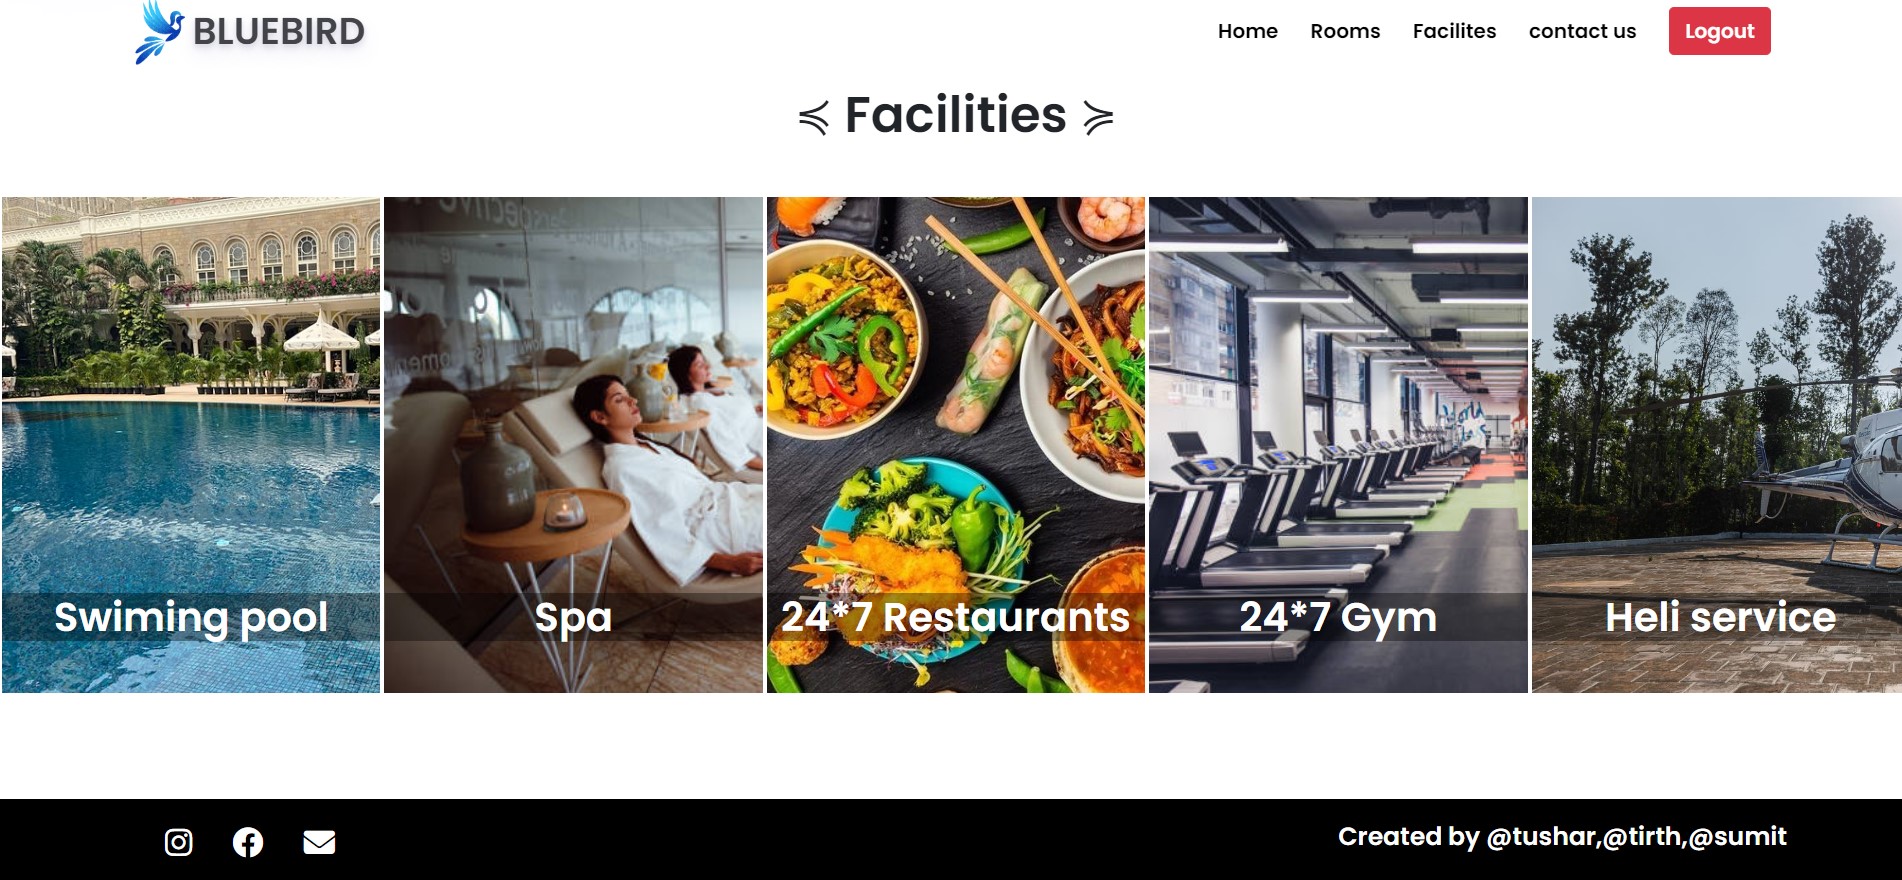 BLUEBIRD
Home Rooms Facilites contact us Logout
≼ Facilities ≽
Swiming pool
Spa
24*7 Restaurants
24*7 Gym
Heli service
Created by @tushar,@tirth,@sumit